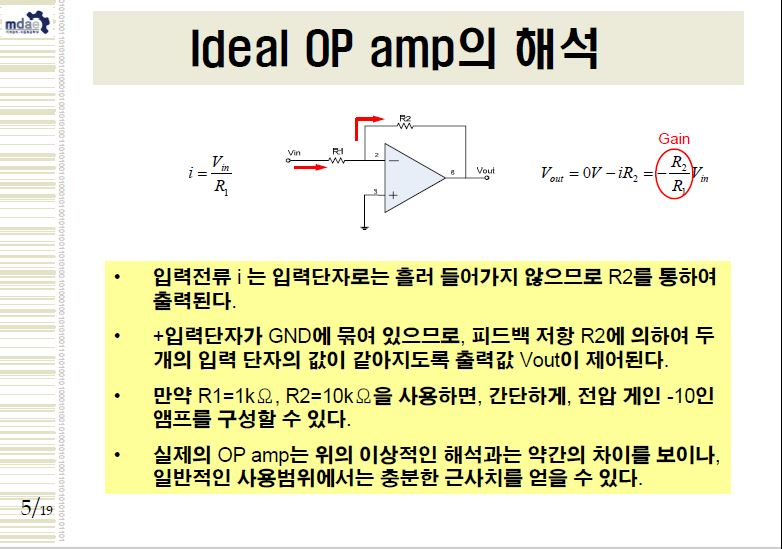 mdae
Ideal OP amp의 해석
R2
Gain
Vin
R1
2
6
Vout
3
i = V_in / R_1
V_out = 0V − iR_2 = − R_2 / R_1 V_in
• 입력전류 i 는 입력단자로는 흘러 들어가지 않으므로 R2를 통하여
출력된다.
• +입력단자가 GND에 묶여 있으므로, 피드백 저항 R2에 의하여 두
개의 입력 단자의 값이 같아지도록 출력값 Vout이 제어된다.
• 만약 R1=1kΩ, R2=10kΩ을 사용하면, 간단하게, 전압 게인 -10인
앰프를 구성할 수 있다.
• 실제의 OP amp는 위의 이상적인 해석과는 약간의 차이를 보이나,
일반적인 사용범위에서는 충분한 근사치를 얻을 수 있다.
5/19